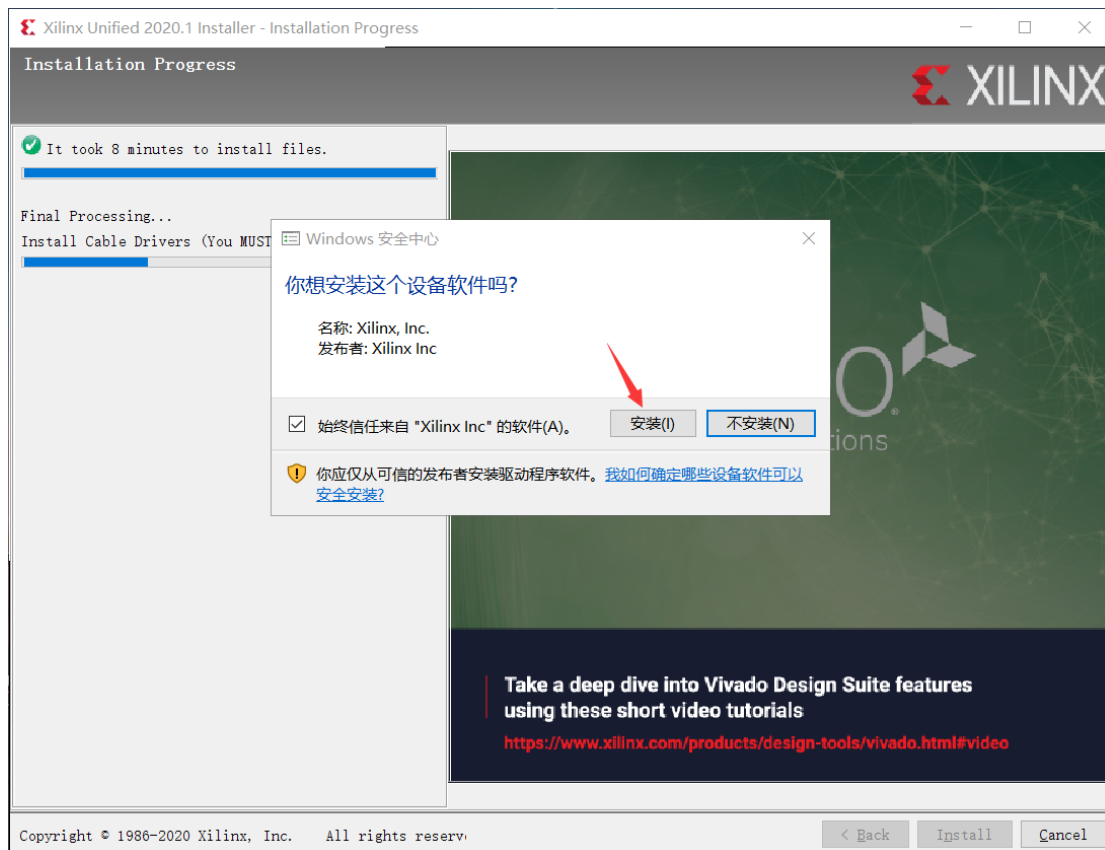 Xilinx Unified 2020.1 Installer - Installation Progress
Installation Progress
XILINX
It took 8 minutes to install files.
Final Processing...
Install Cable Drivers (You MUST
Windows 安全中心
你想安装这个设备软件吗?
名称: Xilinx, Inc.
发布者: Xilinx Inc
始终信任来自 "Xilinx Inc" 的软件(A)。
安装(I)
不安装(N)
你应仅从可信的发布者安装驱动程序软件。我如何确定哪些设备软件可以
安全安装?
Take a deep dive into Vivado Design Suite features
using these short video tutorials
https://www.xilinx.com/products/design-tools/vivado.html#video
Copyright © 1986-2020 Xilinx, Inc. All rights
< Back
Install
Cancel